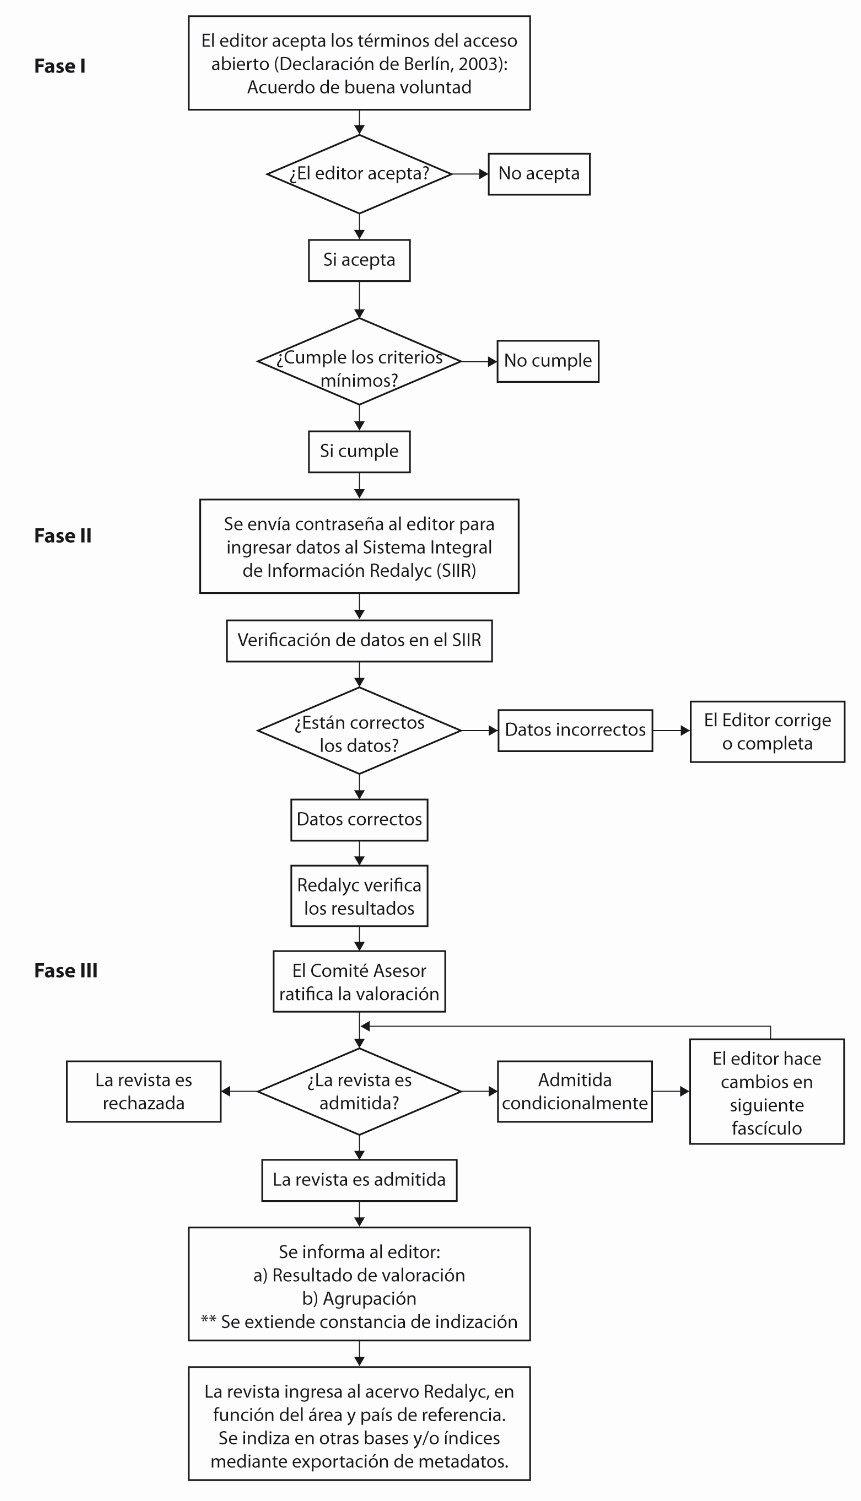 Fase I
El editor acepta los términos del acceso
abierto (Declaración de Berlín, 2003):
Acuerdo de buena voluntad
¿El editor acepta?
No acepta
Si acepta
¿Cumple los criterios
mínimos?
No cumple
Si cumple
Fase II
Se envía contraseña al editor para
ingresar datos al Sistema Integral
de Información Redalyc (SIIR)
Verificación de datos en el SIIR
¿Están correctos
los datos?
Datos incorrectos
El Editor corrige
o completa
Datos correctos
Redalyc verifica
los resultados
Fase III
El Comité Asesor
ratifica la valoración
La revista es
rechazada
¿La revista es
admitida?
Admitida
condicionalmente
El editor hace
cambios en
siguiente
fascículo
La revista es admitida
Se informa al editor:
a) Resultado de valoración
b) Agrupación
** Se extiende constancia de indización
La revista ingresa al acervo Redalyc, en
función del área y país de referencia.
Se indiza en otras bases y/o índices
mediante exportación de metadatos.